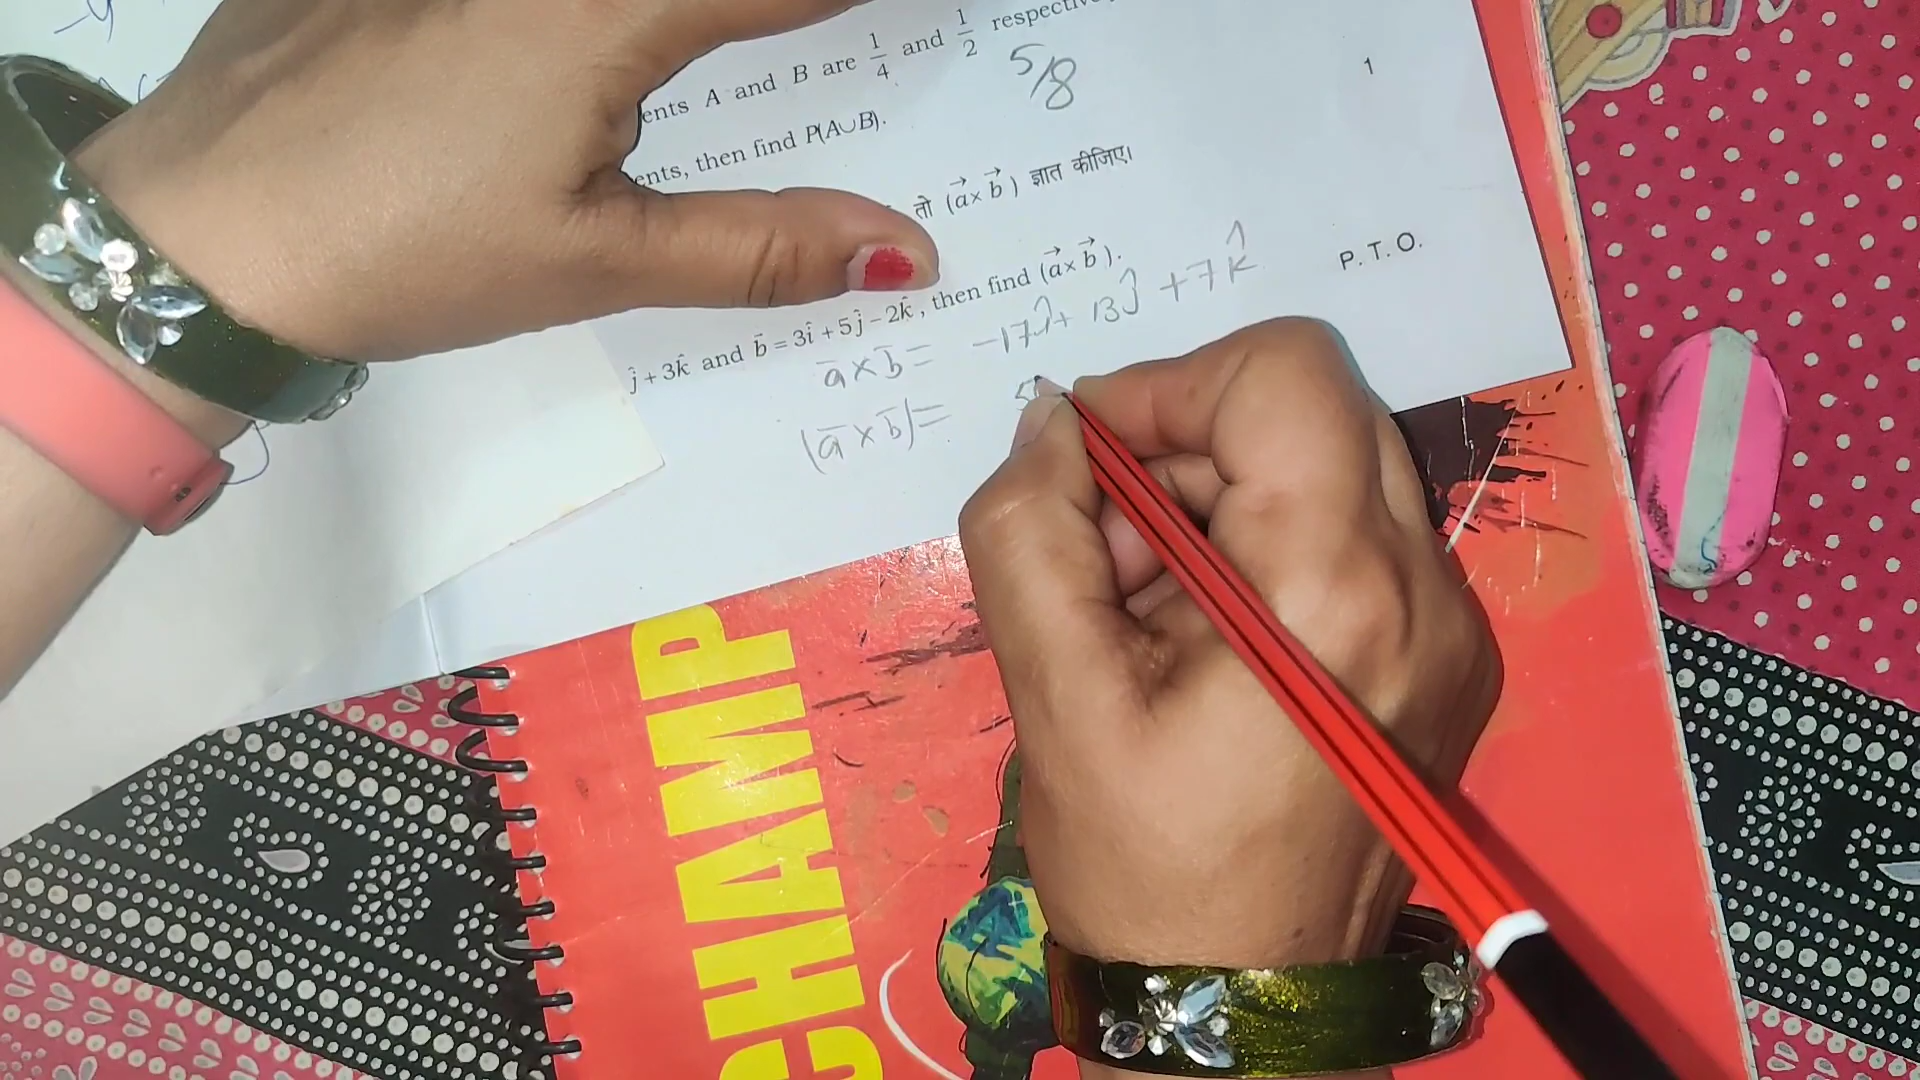 ents A and B are 1/4 and 1/2
5/8
ents, then find P(A∪B).
1
तो (a⃗×b⃗) ज्ञात कीजिए।
ĵ + 3k̂ and b⃗ = 3î + 5ĵ − 2k̂, then find (a⃗×b⃗).
P. T. O.
a̅ × b̅ = −17î + 13ĵ + 7k̂
|a̅ × b̅| =
CHAMP